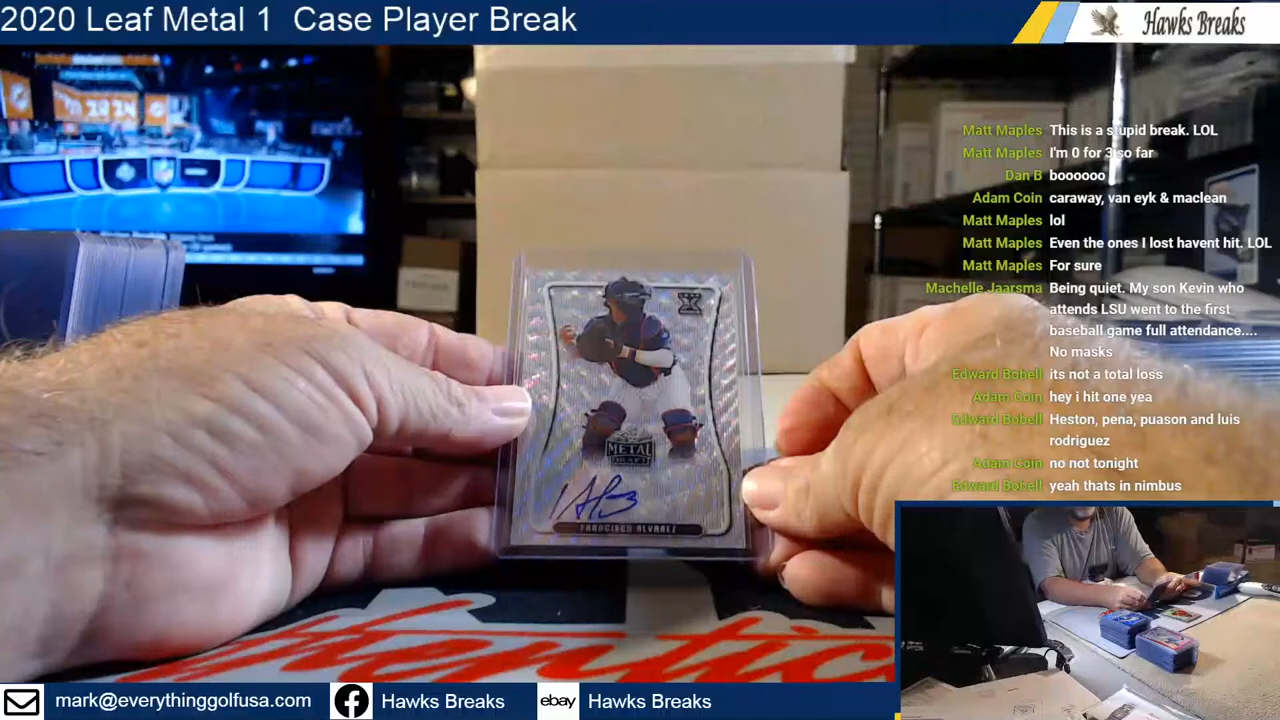 2020 Leaf Metal 1 Case Player Break
Hawks Breaks
Matt Maples This is a stupid break. LOL
Matt Maples I'm 0 for 3 so far
Dan B boooooo
Adam Coin caraway, van eyk & maclean
Matt Maples lol
Matt Maples Even the ones I lost havent hit. LOL
Matt Maples For sure
Machelle Jaarsma Being quiet. My son Kevin who
attends LSU went to the first
baseball game full attendance....
No masks
Edward Bobell its not a total loss
Adam Coin hey i hit one yea
Edward Bobell Heston, pena, puason and luis
rodriguez
Adam Coin no not tonight
Edward Bobell yeah thats in nimbus
METAL
DRAFT
FRANCISCO ALVAREZ
mark@everythinggolfusa.com
Hawks Breaks
ebay
Hawks Breaks